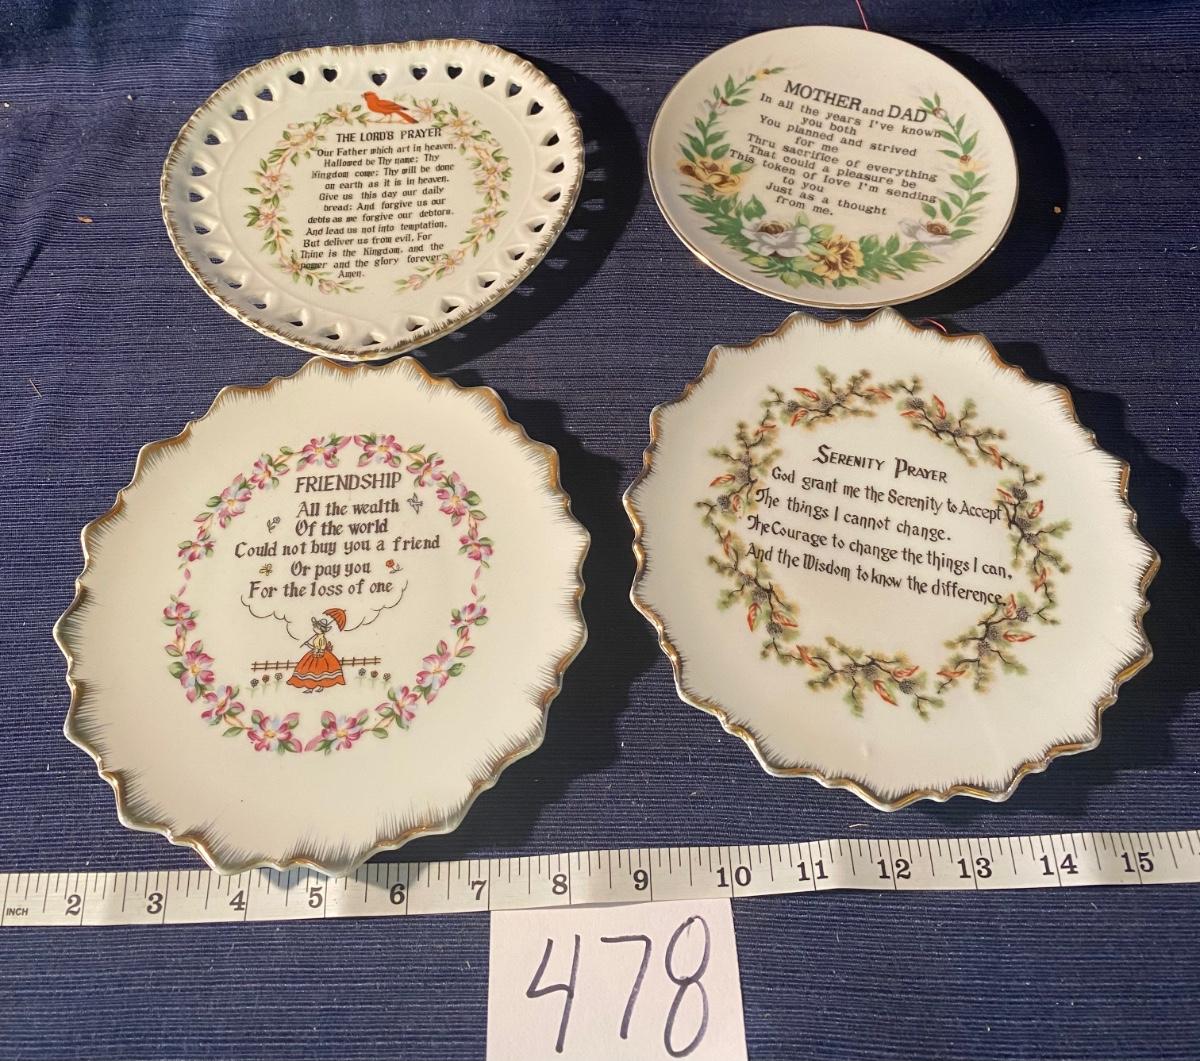 THE LORD'S PRAYER
Our Father which art in heaven,
Hallowed be Thy name: Thy
Kingdom come: Thy will be done
on earth as it is in heaven.
Give us this day our daily
bread: And forgive us our
debts as we forgive our debtors.
And lead us not into temptation,
But deliver us from evil, For
Thine is the Kingdom, and the
power and the glory forever.
Amen.
MOTHER and DAD
In all the years I've known
you both
You planned and strived
for me
Thru sacrifice of everything
That could a pleasure be
This token of love I'm sending
to you
Just as a thought
from me.
FRIENDSHIP
All the wealth
Of the world
Could not buy you a friend
Or pay you
For the loss of one
SERENITY PRAYER
God grant me the Serenity to Accept
The things I cannot change.
The Courage to change the things I can,
And the Wisdom to know the difference.
INCH 2 3 4 5 6 7 8 9 10 11 12 13 14 15
478